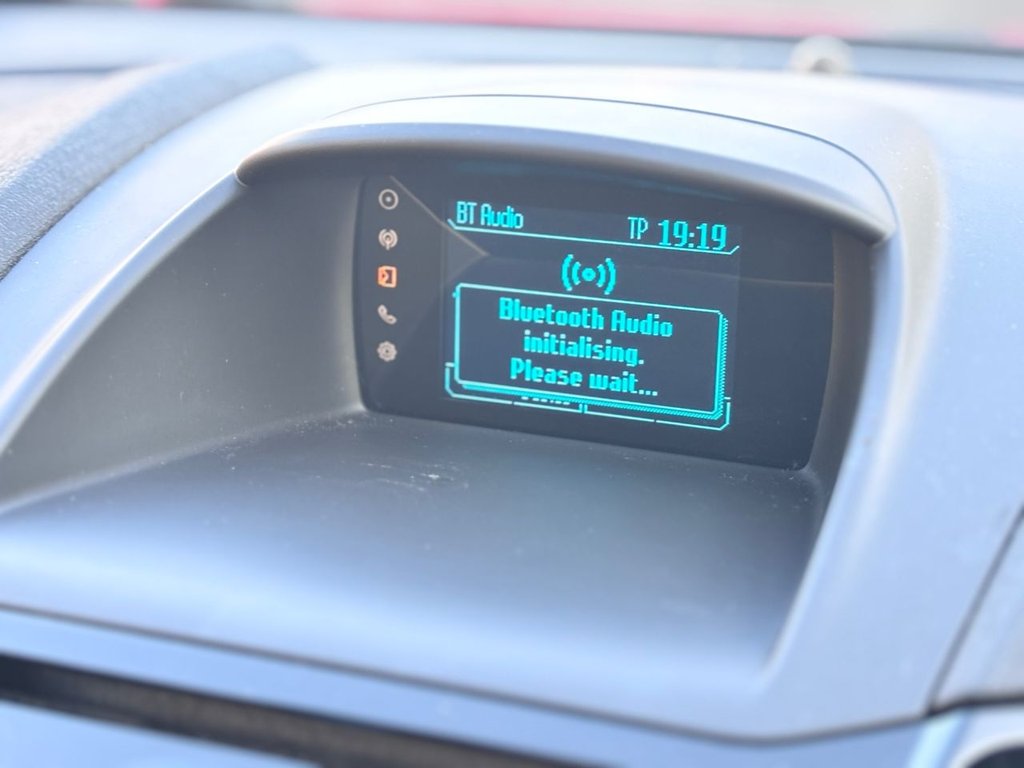 BT Audio
TP 19:19
Bluetooth Audio
initialising.
Please wait...